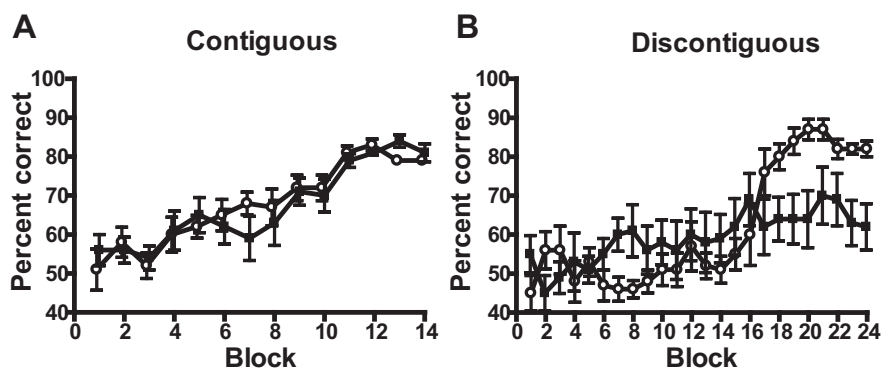 A
Contiguous
Percent correct
100
90
80
70
60
50
40
0 2 4 6 8 10 12 14
Block
B
Discontiguous
Percent correct
100
90
80
70
60
50
40
0 2 4 6 8 10 12 14 16 18 20 22 24
Block